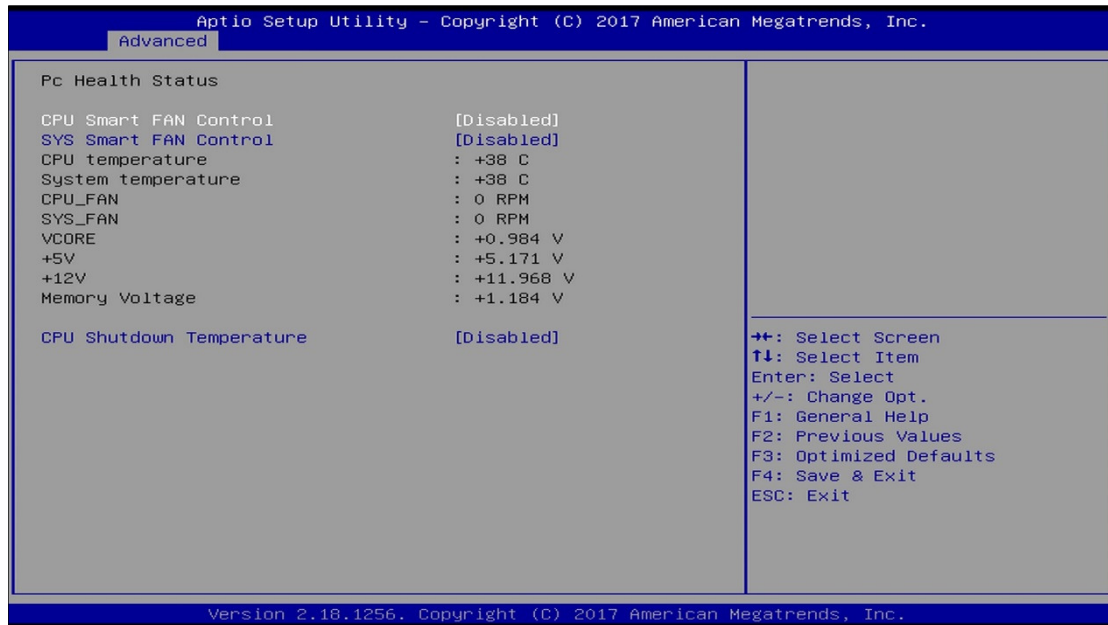 Aptio Setup Utility – Copyright (C) 2017 American Megatrends, Inc.
Advanced
Pc Health Status
CPU Smart FAN Control [Disabled]
SYS Smart FAN Control [Disabled]
CPU temperature : +38 C
System temperature : +38 C
CPU_FAN : 0 RPM
SYS_FAN : 0 RPM
VCORE : +0.984 V
+5V : +5.171 V
+12V : +11.968 V
Memory Voltage : +1.184 V
CPU Shutdown Temperature [Disabled]
→←: Select Screen
↑↓: Select Item
Enter: Select
+/-: Change Opt.
F1: General Help
F2: Previous Values
F3: Optimized Defaults
F4: Save & Exit
ESC: Exit
Version 2.18.1256. Copyright (C) 2017 American Megatrends, Inc.